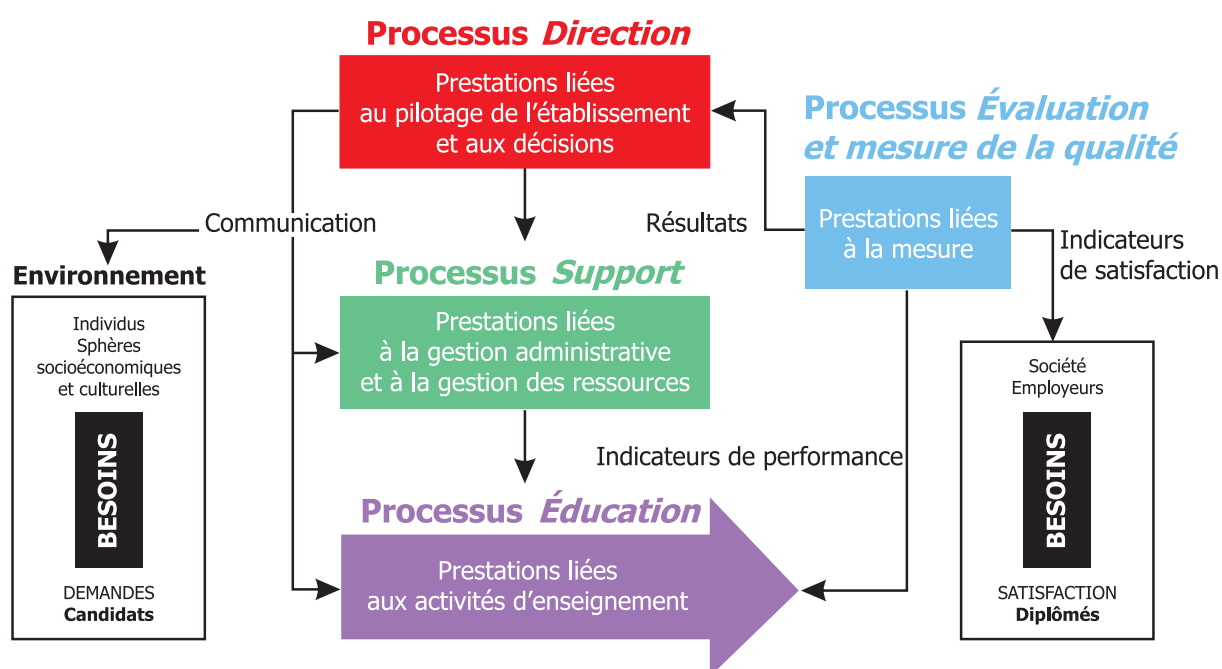 Processus Direction
Prestations liées
au pilotage de l'établissement
et aux décisions
Processus Évaluation
et mesure de la qualité
Prestations liées
à la mesure
Communication
Résultats
Indicateurs
de satisfaction
Environnement
Individus
Sphères
socioéconomiques
et culturelles
BESOINS
DEMANDES
Candidats
Processus Support
Prestations liées
à la gestion administrative
et à la gestion des ressources
Indicateurs de performance
Processus Éducation
Prestations liées
aux activités d'enseignement
Société
Employeurs
BESOINS
SATISFACTION
Diplômés